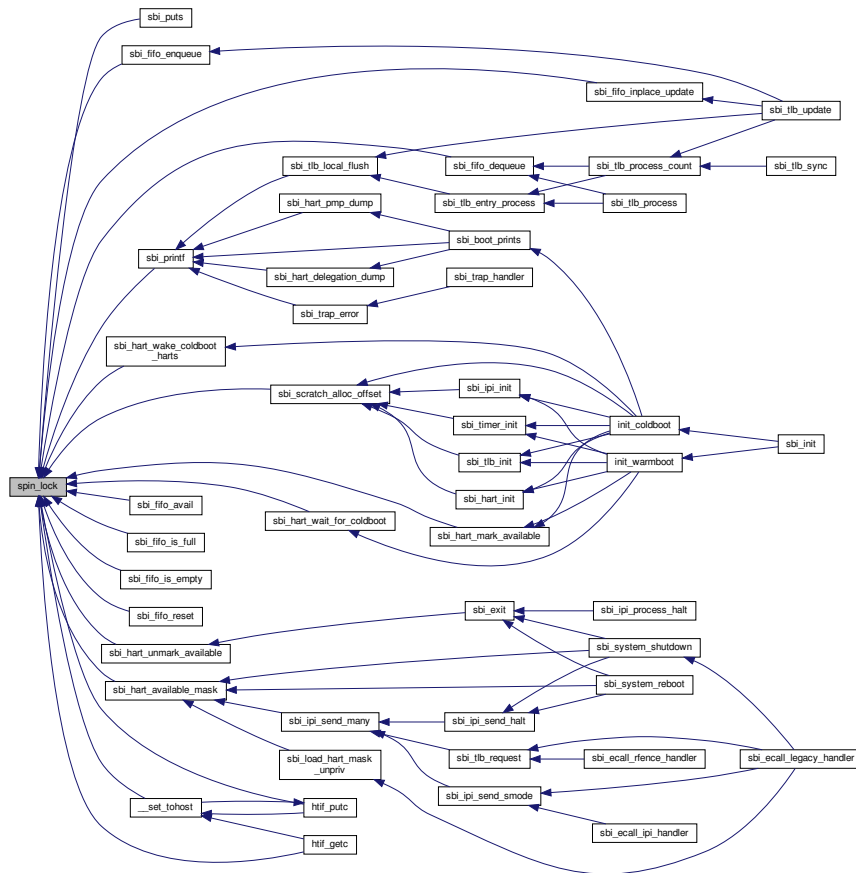 sbi_puts
sbi_fifo_enqueue
sbi_fifo_inplace_update
sbi_tlb_update
sbi_tlb_local_flush
sbi_fifo_dequeue
sbi_tlb_process_count
sbi_tlb_sync
sbi_hart_pmp_dump
sbi_tlb_entry_process
sbi_tlb_process
sbi_printf
sbi_boot_prints
sbi_hart_delegation_dump
sbi_trap_handler
sbi_trap_error
sbi_hart_wake_coldboot
_harts
sbi_scratch_alloc_offset
sbi_ipi_init
sbi_timer_init
init_coldboot
sbi_init
sbi_tlb_init
init_warmboot
spin_lock
sbi_hart_init
sbi_fifo_avail
sbi_hart_wait_for_coldboot
sbi_hart_mark_available
sbi_fifo_is_full
sbi_fifo_is_empty
sbi_fifo_reset
sbi_exit
sbi_ipi_process_halt
sbi_hart_unmark_available
sbi_system_shutdown
sbi_hart_available_mask
sbi_system_reboot
sbi_ipi_send_many
sbi_ipi_send_halt
sbi_load_hart_mask
_unpriv
sbi_tlb_request
sbi_ecall_rfence_handler
sbi_ecall_legacy_handler
sbi_ipi_send_smode
__set_tohost
htif_putc
sbi_ecall_ipi_handler
htif_getc